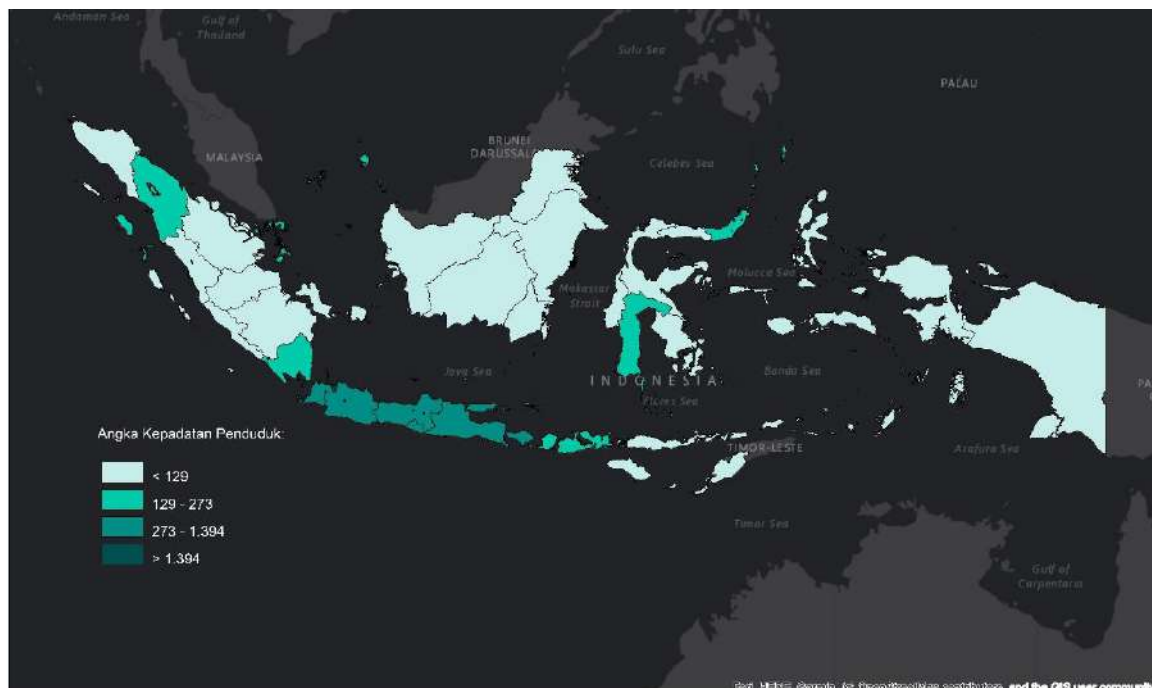 Andaman Sea
Gulf of
Thailand
Sulu Sea
PALAU
MALAYSIA
BRUNEI
DARUSSAL
Celebes Sea
Molucca Sea
Makassar
Strait
Java Sea
INDONESIA
Banda Sea
Flores Sea
TIMOR-LESTE
Arafura Sea
PA
Timor Sea
Gulf of
Carpentaria
Angka Kepadatan Penduduk:
< 129
129 - 273
273 - 1.394
> 1.394
and the GIS user community